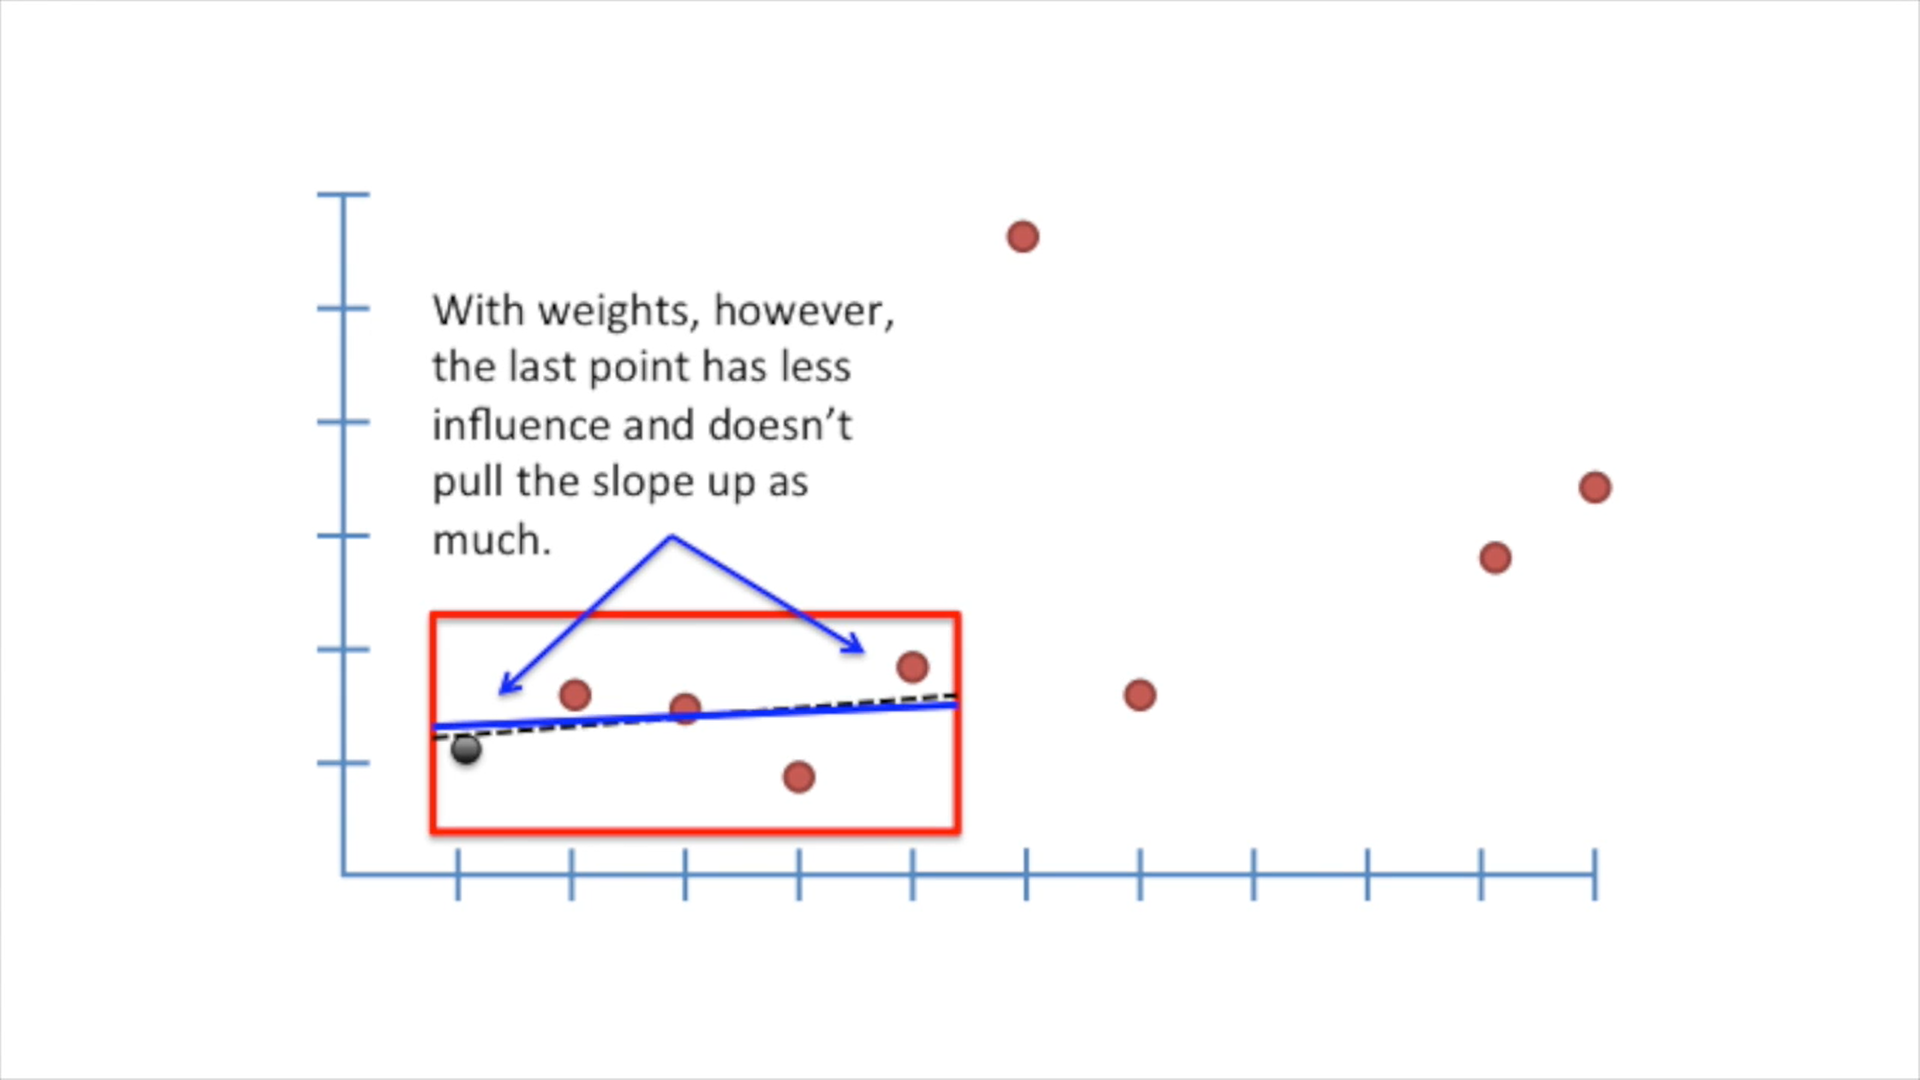 With weights, however,
the last point has less
influence and doesn’t
pull the slope up as
much.